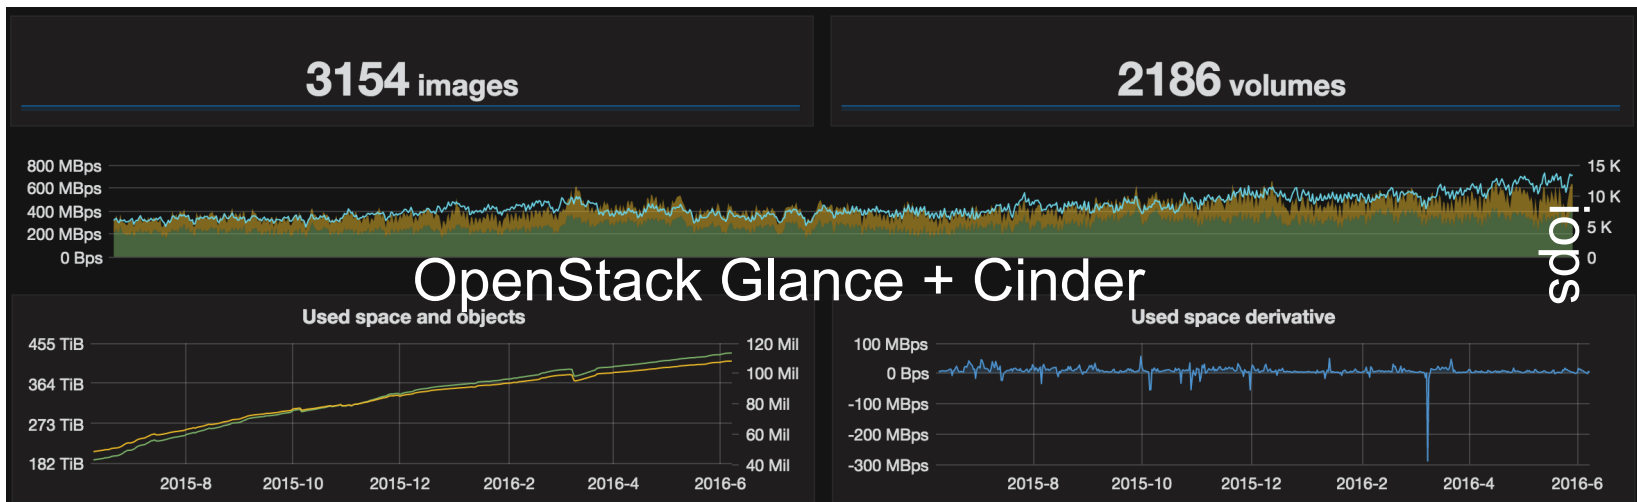 3154 images
2186 volumes
800 MBps
600 MBps
400 MBps
200 MBps
0 Bps
15 K
10 K
5 K
0
iops
OpenStack Glance + Cinder
Used space and objects
455 TiB
364 TiB
273 TiB
182 TiB
120 Mil
100 Mil
80 Mil
60 Mil
40 Mil
2015-8 2015-10 2015-12 2016-2 2016-4 2016-6
Used space derivative
100 MBps
0 Bps
-100 MBps
-200 MBps
-300 MBps
2015-8 2015-10 2015-12 2016-2 2016-4 2016-6